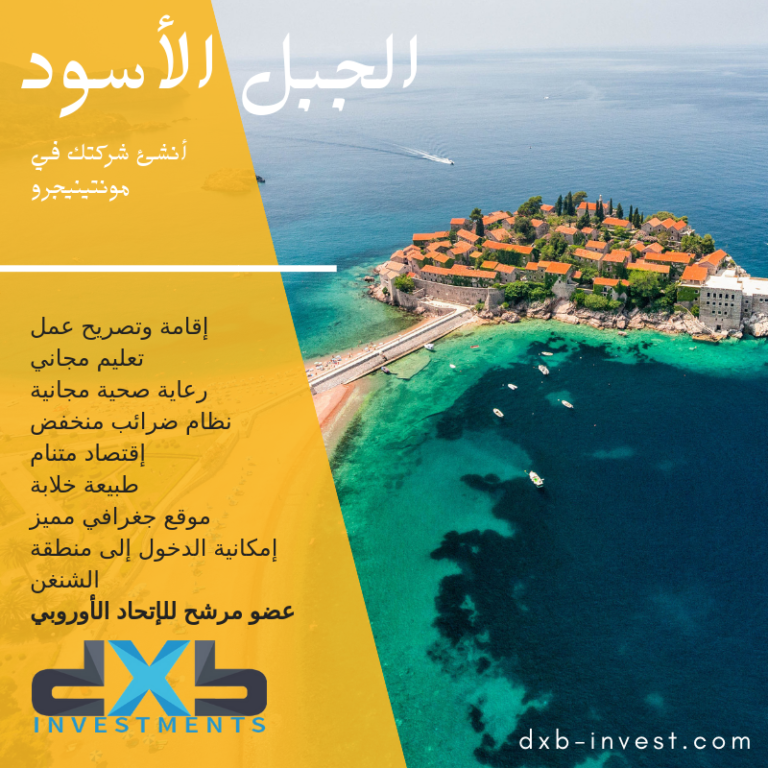 الجبل الأسود
أنشئ شركتك في
مونتينيجرو
إقامة وتصريح عمل
تعليم مجاني
رعاية صحية مجانية
نظام ضرائب منخفض
إقتصاد متنام
طبيعة خلابة
موقع جغرافي مميز
إمكانية الدخول إلى منطقة
الشنغن
عضو مرشح للإتحاد الأوروبي
dxb
INVESTMENTS
dxb-invest.com